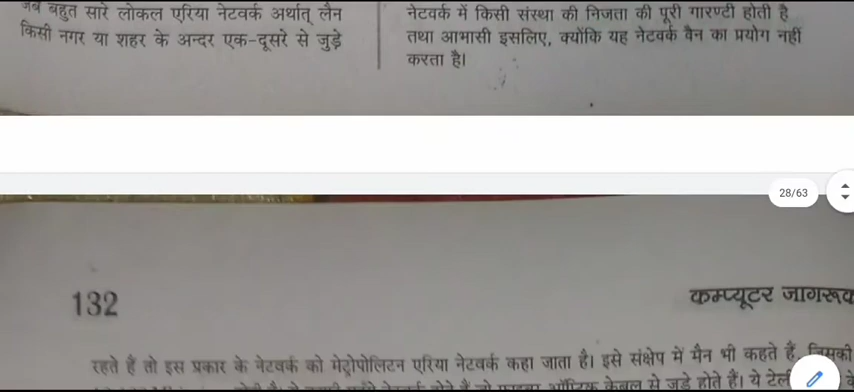 जब बहुत सारे लोकल एरिया नेटवर्क अर्थात् लैन
किसी नगर या शहर के अन्दर एक-दूसरे से जुड़े
नेटवर्क में किसी संस्था की निजता की पूरी गारण्टी होती है
तथा आभासी इसलिए, क्योंकि यह नेटवर्क वैन का प्रयोग नहीं
करता है।
28/63
132
कम्प्यूटर जागरूक
रहते हैं तो इस प्रकार के नेटवर्क को मेट्रोपोलिटन एरिया नेटवर्क कहा जाता है। इसे संक्षेप में मैन भी कहते हैं, जिसकी
ऑप्टिक केबल से जुड़े होते हैं। ये